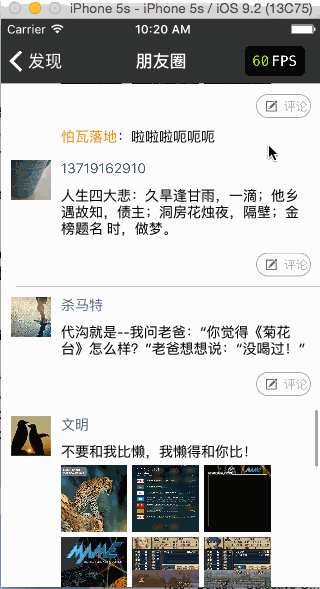 iPhone 5s - iPhone 5s / iOS 9.2 (13C75)
Carrier 10:20 AM
发现 朋友圈 60 FPS
评论
怕瓦落地：啦啦啦呃呃呃
13719162910
人生四大悲：久旱逢甘雨，一滴；他乡
遇故知，债主；洞房花烛夜，隔壁；金
榜题名 时，做梦。
评论
杀马特
代沟就是--我问老爸：“你觉得《菊花
台》怎么样？”老爸想想说：“没喝过！“
评论
文明
不要和我比懒，我懒得和你比！
MAME